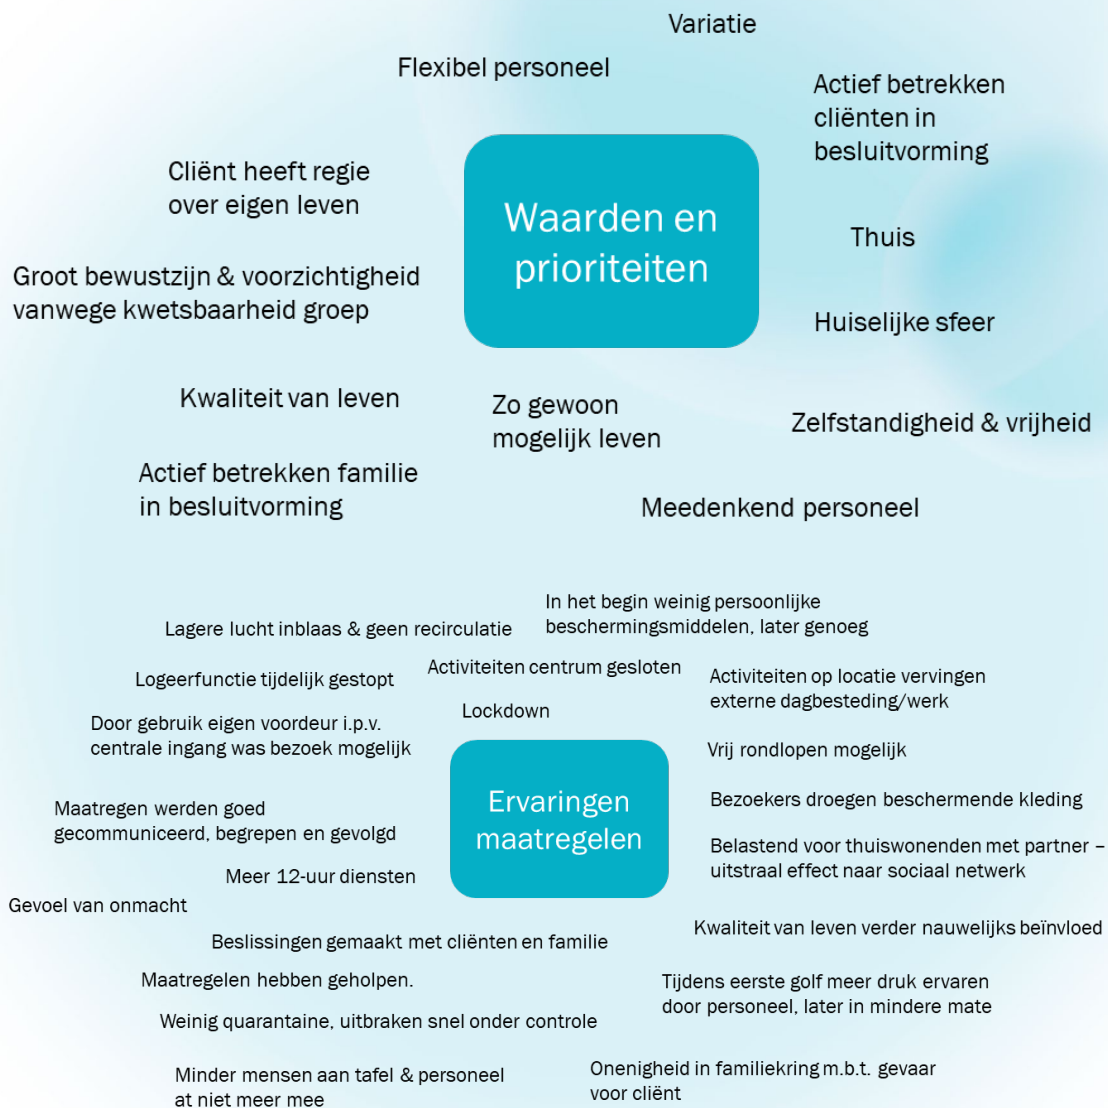 Variatie
Flexibel personeel
Actief betrekken
cliënten in
besluitvorming
Cliënt heeft regie
over eigen leven
Waarden en
prioriteiten
Thuis
Groot bewustzijn & voorzichtigheid
vanwege kwetsbaarheid groep
Huiselijke sfeer
Kwaliteit van leven
Zo gewoon
mogelijk leven
Zelfstandigheid & vrijheid
Actief betrekken familie
in besluitvorming
Meedenkend personeel
In het begin weinig persoonlijke
beschermingsmiddelen, later genoeg
Lagere lucht inblaas & geen recirculatie
Activiteiten centrum gesloten
Logeerfunctie tijdelijk gestopt
Activiteiten op locatie vervingen
externe dagbesteding/werk
Lockdown
Door gebruik eigen voordeur i.p.v.
centrale ingang was bezoek mogelijk
Vrij rondlopen mogelijk
Ervaringen
maatregelen
Bezoekers droegen beschermende kleding
Maatregen werden goed
gecommuniceerd, begrepen en gevolgd
Belastend voor thuiswonenden met partner –
uitstraal effect naar sociaal netwerk
Meer 12-uur diensten
Gevoel van onmacht
Kwaliteit van leven verder nauwelijks beïnvloed
Beslissingen gemaakt met cliënten en familie
Maatregelen hebben geholpen.
Tijdens eerste golf meer druk ervaren
door personeel, later in mindere mate
Weinig quarantaine, uitbraken snel onder controle
Minder mensen aan tafel & personeel
at niet meer mee
Onenigheid in familiekring m.b.t. gevaar
voor cliënt